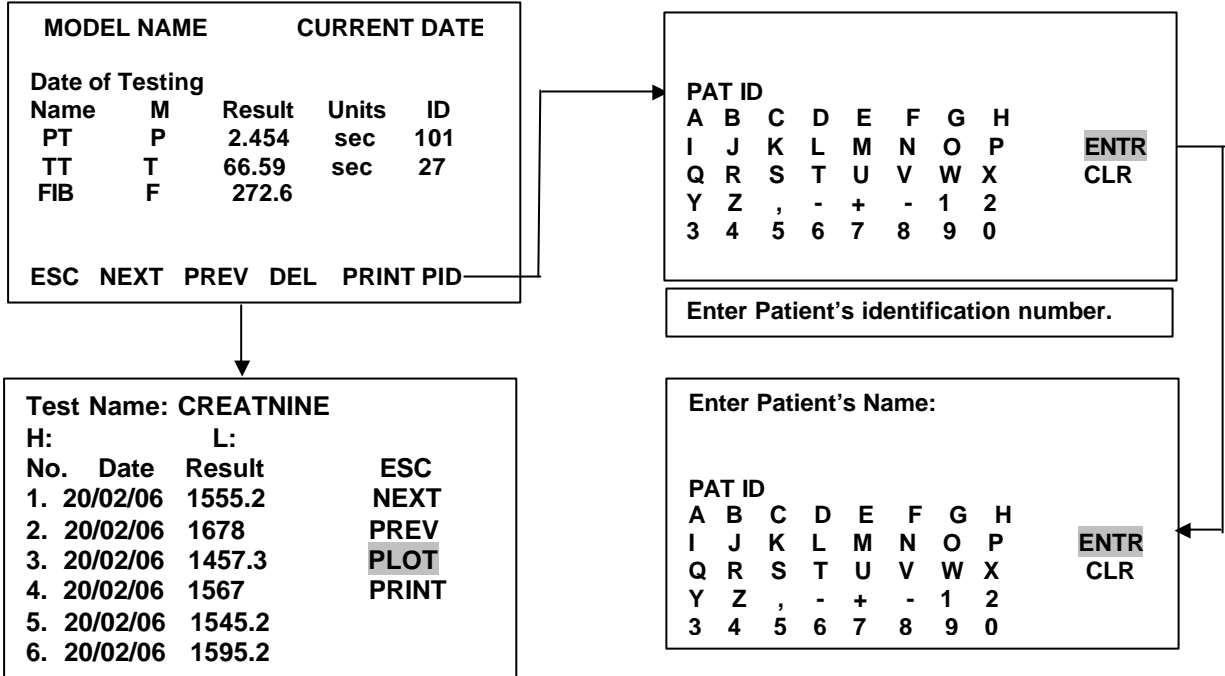 MODEL NAME CURRENT DATE
Date of Testing
Name M Result Units ID
PT P 2.454 sec 101
TT T 66.59 sec 27
FIB F 272.6
ESC NEXT PREV DEL PRINT PID
PAT ID
A B C D E F G H
I J K L M N O P ENTR
Q R S T U V W X CLR
Y Z , - + - 1 2
3 4 5 6 7 8 9 0
Enter Patient's identification number.
Test Name: CREATNINE
H: L:
No. Date Result ESC
1. 20/02/06 1555.2 NEXT
2. 20/02/06 1678 PREV
3. 20/02/06 1457.3 PLOT
4. 20/02/06 1567 PRINT
5. 20/02/06 1545.2
6. 20/02/06 1595.2
Enter Patient's Name:
PAT ID
A B C D E F G H
I J K L M N O P ENTR
Q R S T U V W X CLR
Y Z , - + - 1 2
3 4 5 6 7 8 9 0